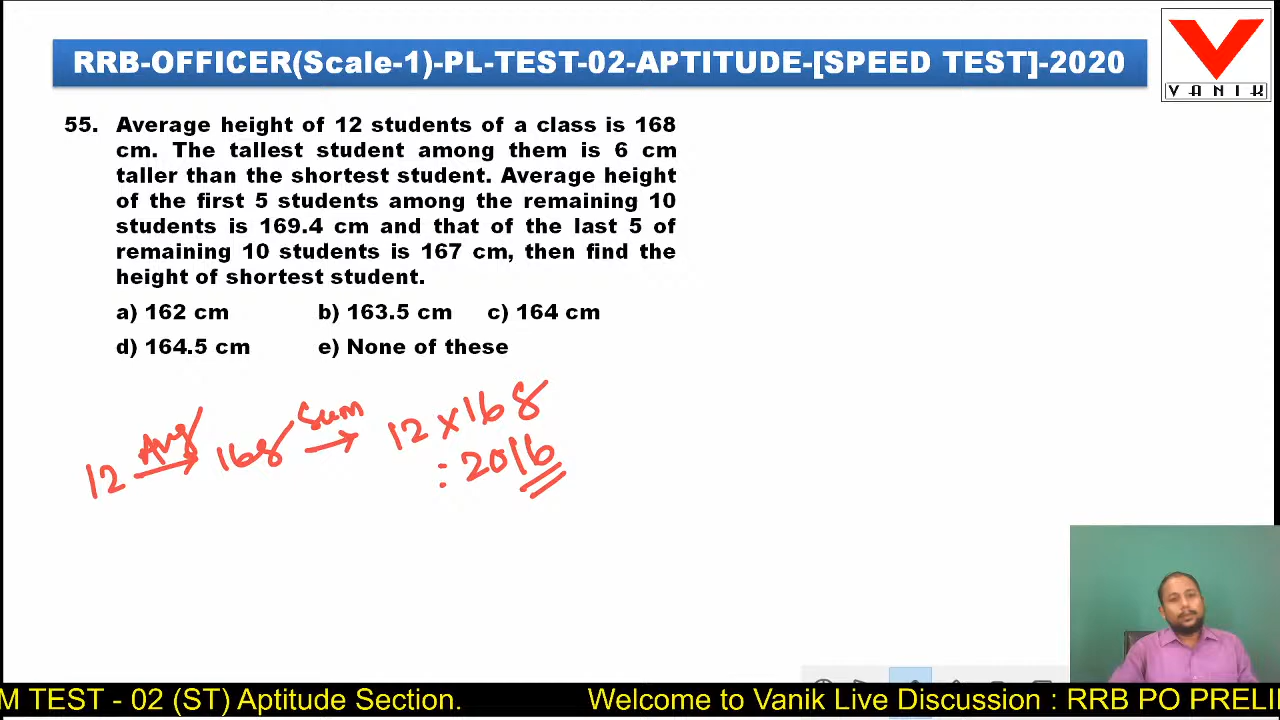 RRB-OFFICER(Scale-1)-PL-TEST-02-APTITUDE-[SPEED TEST]-2020
VANIK
55. Average height of 12 students of a class is 168
cm. The tallest student among them is 6 cm
taller than the shortest student. Average height
of the first 5 students among the remaining 10
students is 169.4 cm and that of the last 5 of
remaining 10 students is 167 cm, then find the
height of shortest student.
a) 162 cm b) 163.5 cm c) 164 cm
d) 164.5 cm e) None of these
12 Avg → 168 Sum → 12 x 168
: 2016
M TEST - 02 (ST) Aptitude Section. Welcome to Vanik Live Discussion : RRB PO PRELI